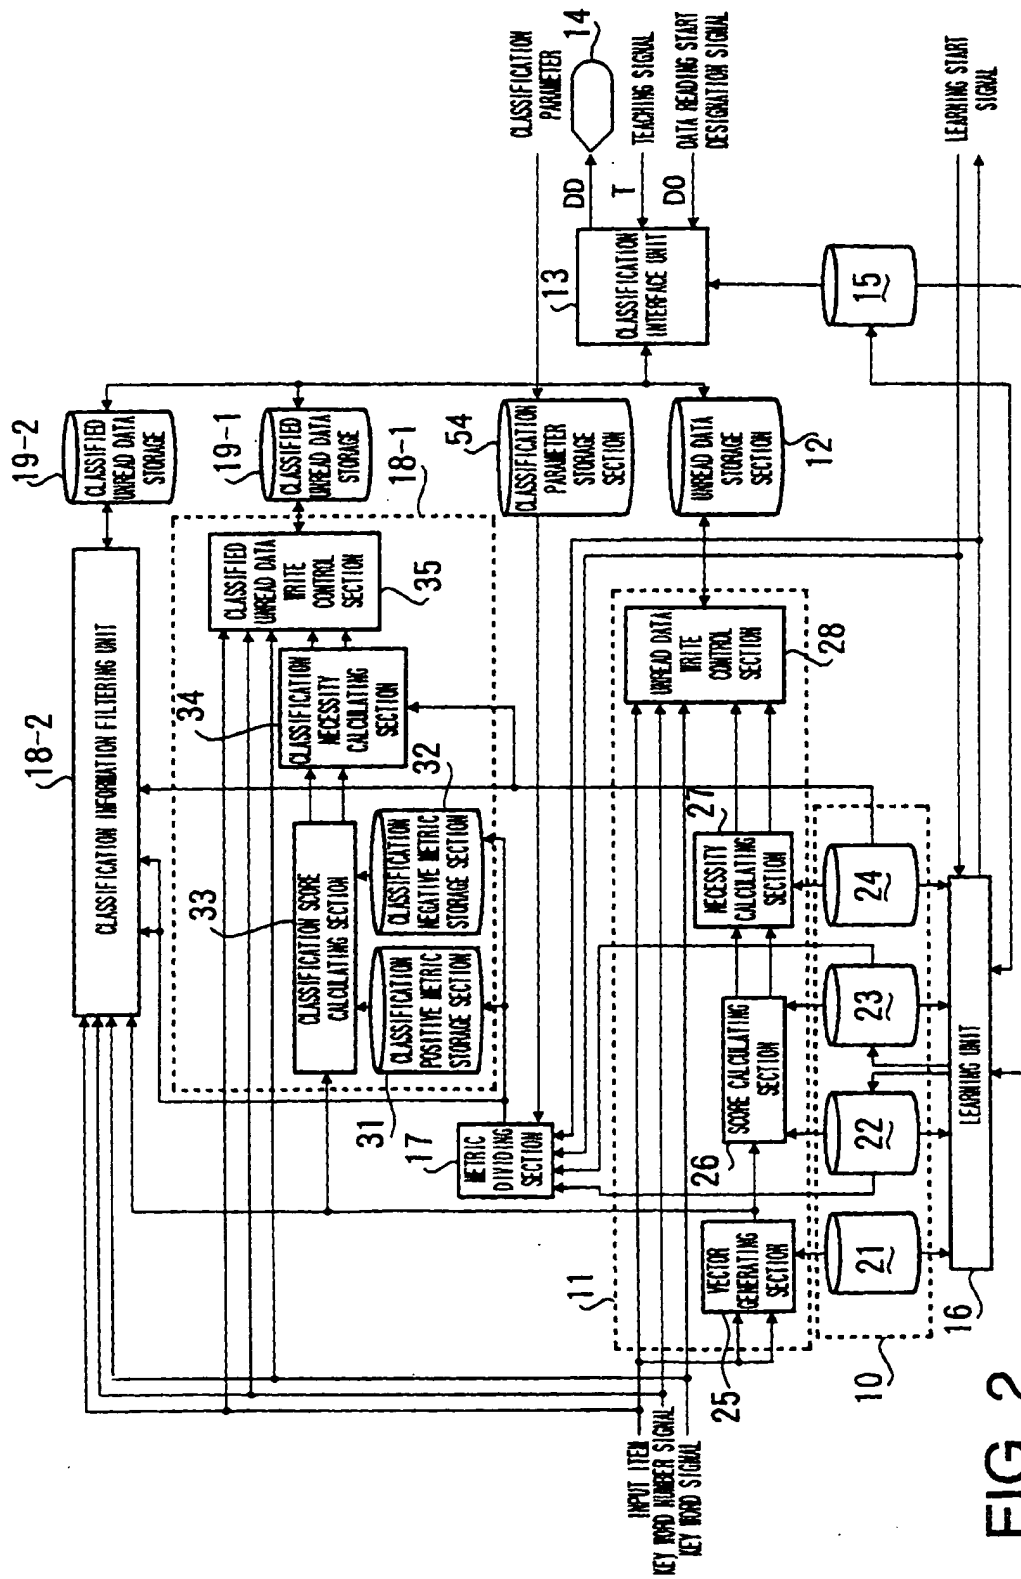 FIG. 2
INPUT ITEM
KEY WORD NUMBER SIGNAL
KEY WORD SIGNAL
18-2
CLASSIFICATION INFORMATION FILTERING UNIT
19-2
CLASSIFIED
UNREAD DATA
STORAGE
33
CLASSIFICATION SCORE
CALCULATING SECTION
34
CLASSIFICATION
NECESSITY
CALCULATING
SECTION
CLASSIFIED
UNREAD DATA
WRITE
CONTROL
SECTION
35
19-1
CLASSIFIED
UNREAD DATA
STORAGE
18-1
31
CLASSIFICATION
POSITIVE METRIC
STORAGE SECTION
32
CLASSIFICATION
NEGATIVE METRIC
STORAGE SECTION
17
METRIC
DIVIDING
SECTION
54
CLASSIFICATION
PARAMETER
STORAGE
SECTION
CLASSIFICATION
PARAMETER
13
CLASSIFICATION
INTERFACE UNIT
DD
14
T
TEACHING SIGNAL
DO
DATA READING START
DESIGNATION SIGNAL
11
25
VECTOR
GENERATING
SECTION
26
SCORE CALCULATING
SECTION
27
NECESSITY
CALCULATING
SECTION
UNREAD DATA
WRITE
CONTROL
SECTION
28
UNREAD DATA
STORAGE
SECTION
12
10
21
22
23
24
15
16
LEARNING UNIT
LEARNING START
SIGNAL